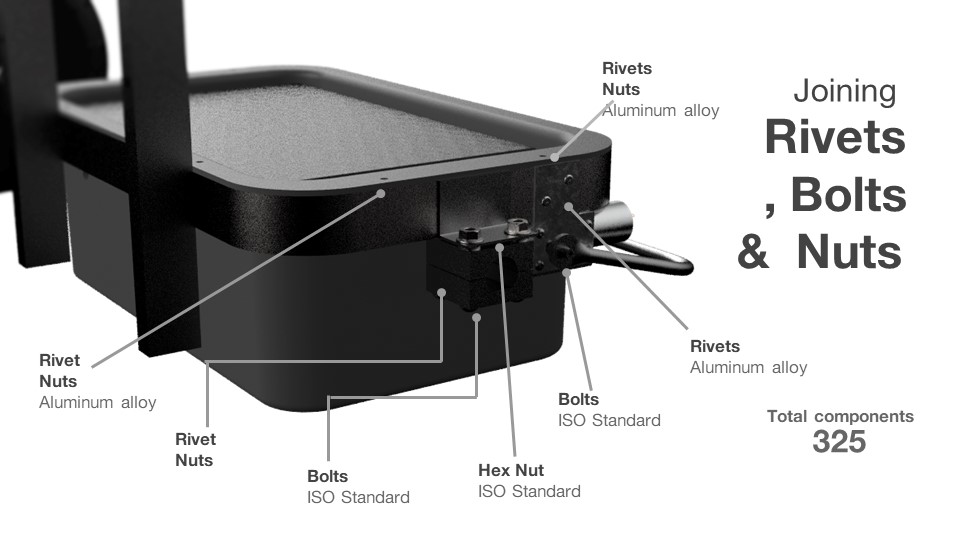 Joining
Rivets
, Bolts
& Nuts
Rivets
Nuts
Aluminum alloy
Rivets
Aluminum alloy
Rivet
Nuts
Aluminum alloy
Rivet
Nuts
Bolts
ISO Standard
Hex Nut
ISO Standard
Bolts
ISO Standard
Total components
325